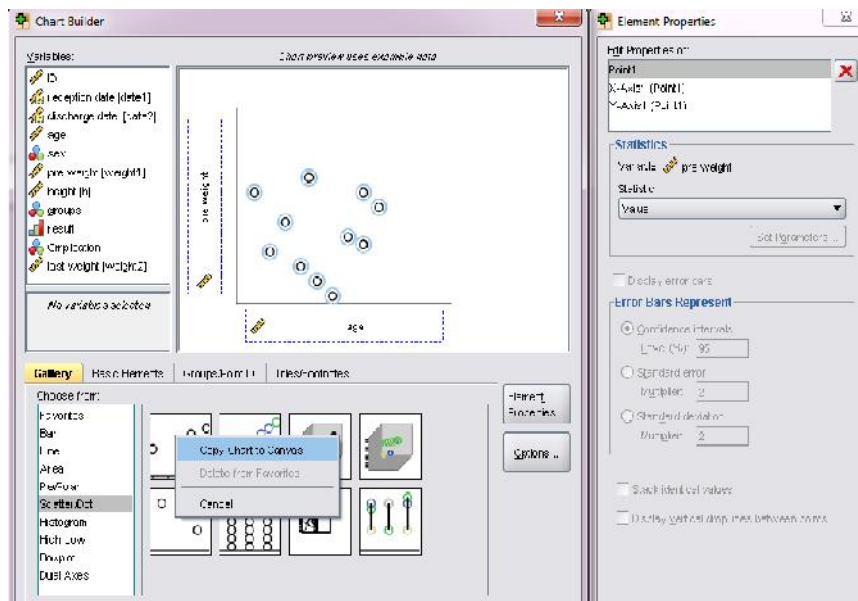 Chart Builder
Variables:
Chart preview uses example data
ID
reception date [date1]
discharge date [date2]
age
sex
pre weight [weight1]
height [h]
groups
result
last weight [weight2]
No variable selected
pre weight
age
Gallery
Basic Elements
Groups/Point ID
Titles/Footnotes
Choose from:
Favorites
Bar
Line
Area
Pie/Polar
Scatter/Dot
Histogram
High-Low
Boxplot
Dual Axes
Copy Chart to Canvas
Delete from Favorites
Cancel
Element Properties...
Options...
Element Properties
Edit Properties of:
Point1
X-Axis1 (Point1)
Y-Axis1 (Point1)
Statistics
Variable: pre weight
Statistic:
Value
Set Parameters...
Display error bars
Error Bars Represent
Confidence intervals
Level (%): 95
Standard error
Multiplier: 2
Standard deviation
Multiplier: 2
Stack identical values
Display vertical drop lines between points